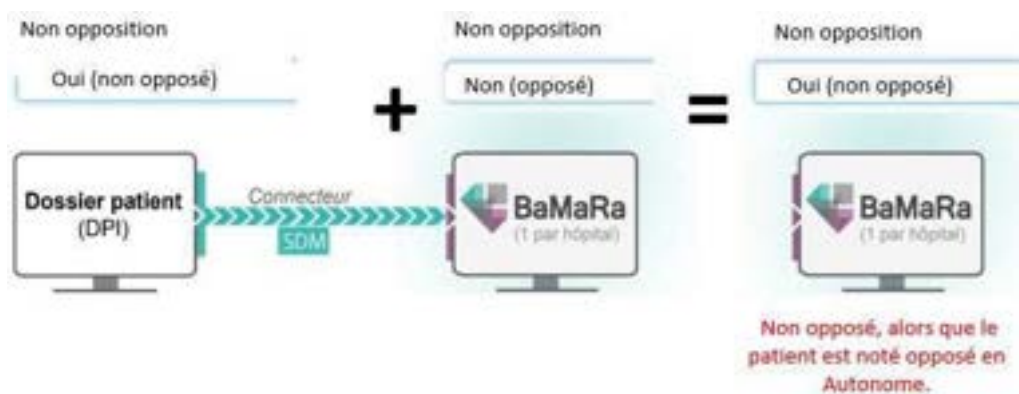 Non opposition
Oui (non opposé)
Dossier patient
(DPI)
Connecteur
SDM
+
Non opposition
Non (opposé)
BaMaRa
(1 par hôpital)
=
Non opposition
Oui (non opposé)
BaMaRa
(1 par hôpital)
Non opposé, alors que le
patient est noté opposé en
Autonome.